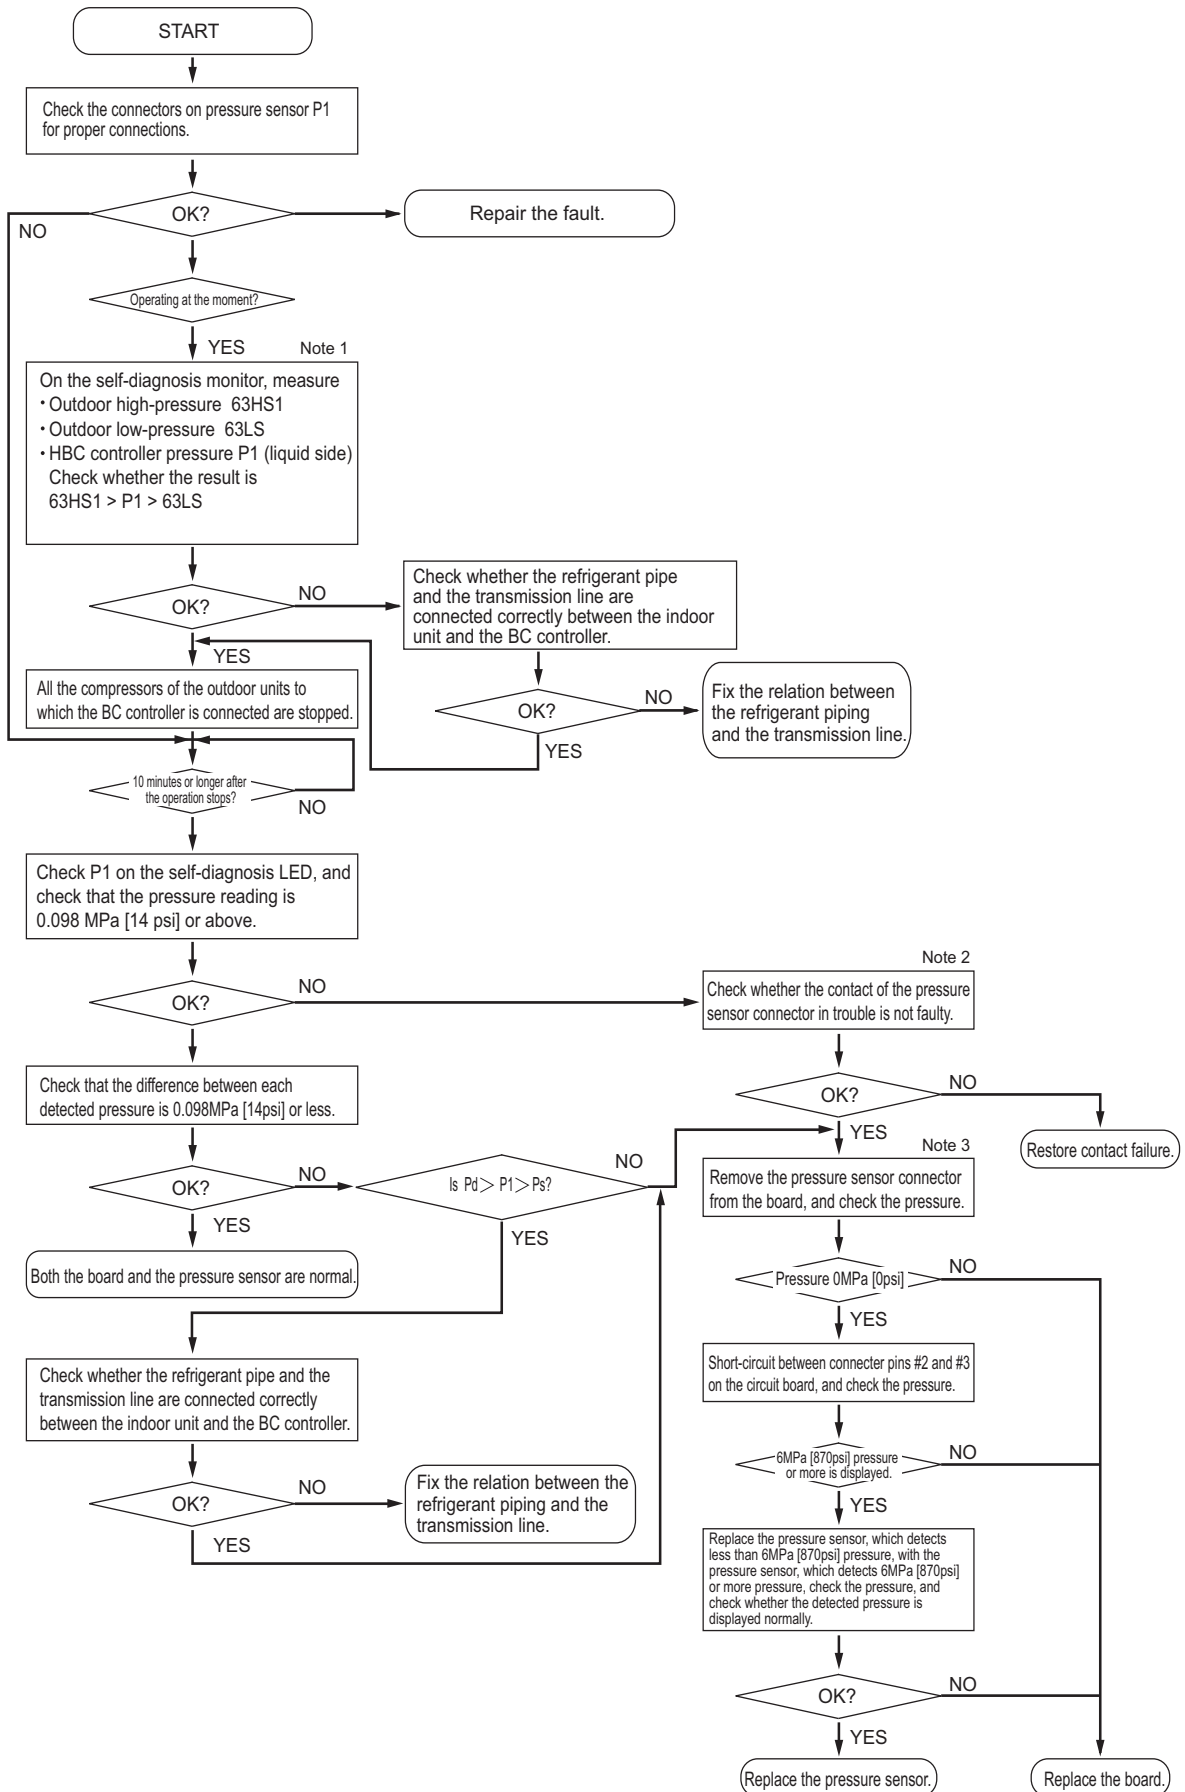 START
Check the connectors on pressure sensor P1
for proper connections.
OK?
Repair the fault.
NO
Operating at the moment?
YES
Note 1
On the self-diagnosis monitor, measure
・Outdoor high-pressure 63HS1
・Outdoor low-pressure 63LS
・HBC controller pressure P1 (liquid side)
Check whether the result is
63HS1 > P1 > 63LS
OK?
NO
Check whether the refrigerant pipe
and the transmission line are
connected correctly between the indoor
unit and the BC controller.
YES
All the compressors of the outdoor units to
which the BC controller is connected are stopped.
OK?
NO
Fix the relation between
the refrigerant piping
and the transmission line.
YES
10 minutes or longer after
the operation stops?
NO
Check P1 on the self-diagnosis LED, and
check that the pressure reading is
0.098 MPa [14 psi] or above.
OK?
NO
Note 2
Check whether the contact of the pressure
sensor connector in trouble is not faulty.
Check that the difference between each
detected pressure is 0.098MPa [14psi] or less.
OK?
NO
YES
Restore contact failure.
OK?
NO
Is Pd＞ P1＞Ps?
NO
YES
YES
Both the board and the pressure sensor are normal.
Note 3
Remove the pressure sensor connector
from the board, and check the pressure.
Pressure 0MPa [0psi]
NO
YES
Check whether the refrigerant pipe and the
transmission line are connected correctly
between the indoor unit and the BC controller.
Short-circuit between connecter pins #2 and #3
on the circuit board, and check the pressure.
6MPa [870psi] pressure
or more is displayed.
NO
YES
OK?
NO
Fix the relation between the
refrigerant piping and the
transmission line.
YES
Replace the pressure sensor, which detects
less than 6MPa [870psi] pressure, with the
pressure sensor, which detects 6MPa [870psi]
or more pressure, check the pressure, and
check whether the detected pressure is
displayed normally.
OK?
NO
YES
Replace the pressure sensor.
Replace the board.